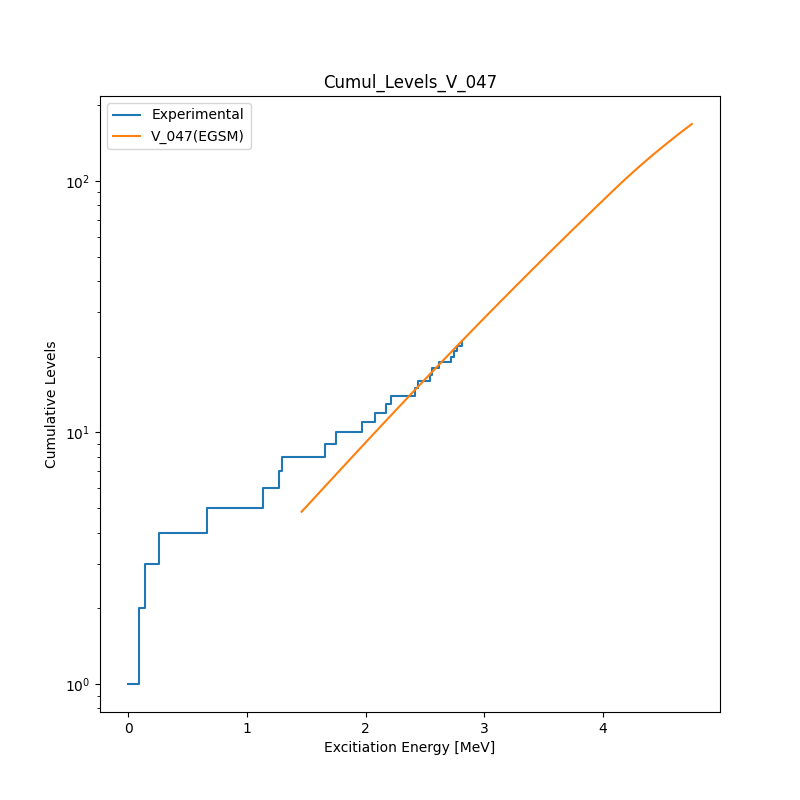 Cumul_Levels_V_047
Experimental
V_047(EGSM)
10²
10¹
10⁰
Cumulative Levels
0 1 2 3 4
Excitiation Energy [MeV]